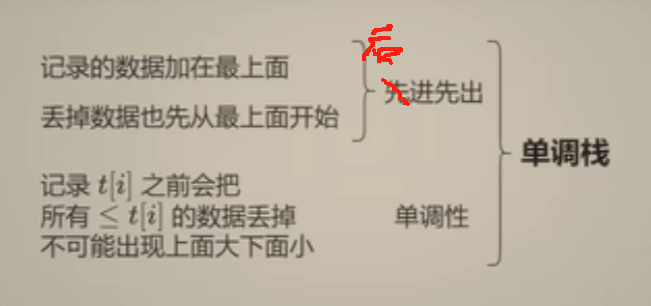 记录的数据加在最上面
后
先进先出
丢掉数据也先从最上面开始
单调栈
记录 t[i] 之前会把
所有 ≤ t[i] 的数据丢掉
单调性
不可能出现上面大下面小